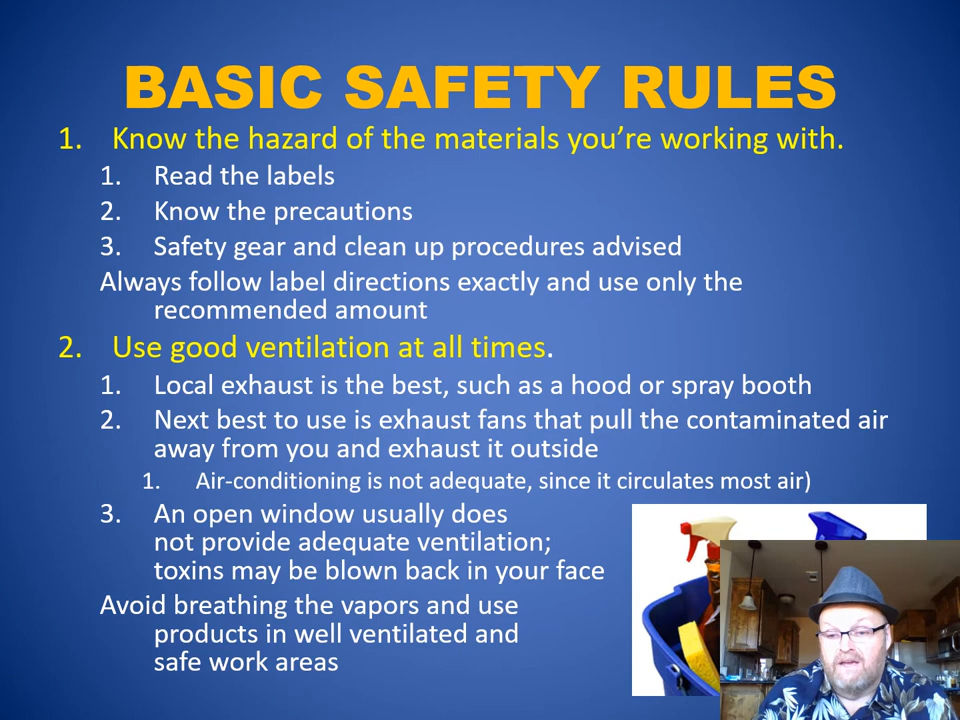 BASIC SAFETY RULES
1. Know the hazard of the materials you’re working with.
1. Read the labels
2. Know the precautions
3. Safety gear and clean up procedures advised
Always follow label directions exactly and use only the
recommended amount
2. Use good ventilation at all times.
1. Local exhaust is the best, such as a hood or spray booth
2. Next best to use is exhaust fans that pull the contaminated air
away from you and exhaust it outside
1. Air-conditioning is not adequate, since it circulates most air)
3. An open window usually does
not provide adequate ventilation;
toxins may be blown back in your face
Avoid breathing the vapors and use
products in well ventilated and
safe work areas